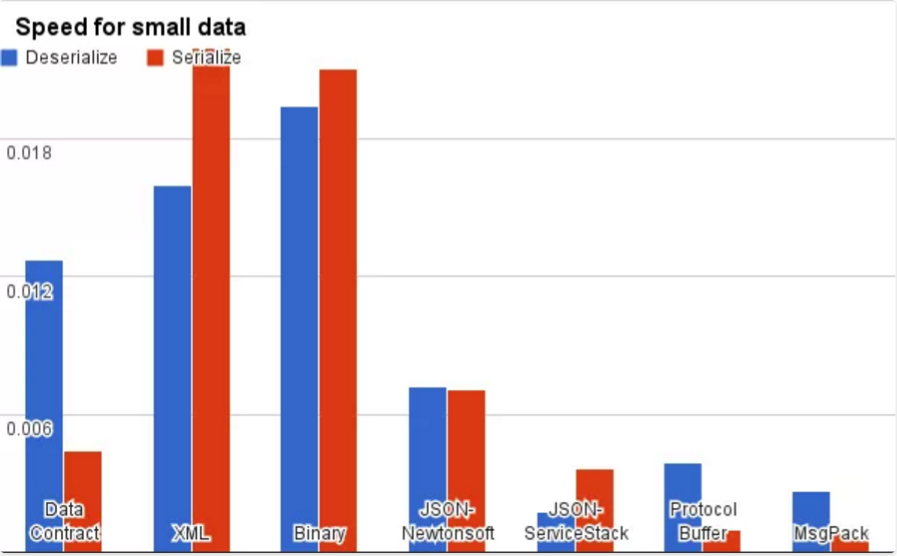 Speed for small data
Deserialize Serialize
0.018
0.012
0.006
Data
Contract
XML
Binary
JSON-
Newtonsoft
JSON-
ServiceStack
Protocol
Buffer
MsgPack